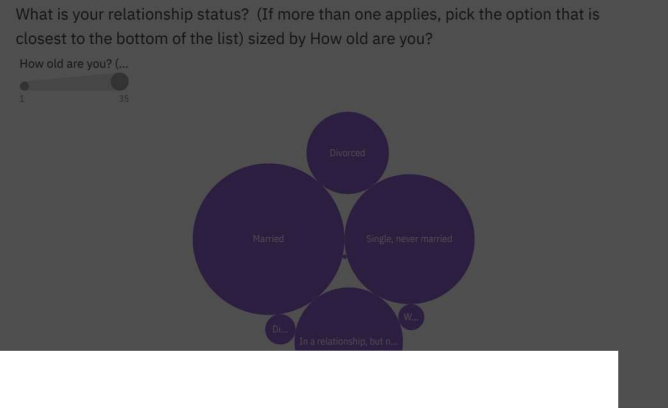 What is your relationship status? (If more than one applies, pick the option that is
closest to the bottom of the list) sized by How old are you?
How old are you? (...
1 35
Divorced
Married
Single, never married
W...
Di...
In a relationship, but n...